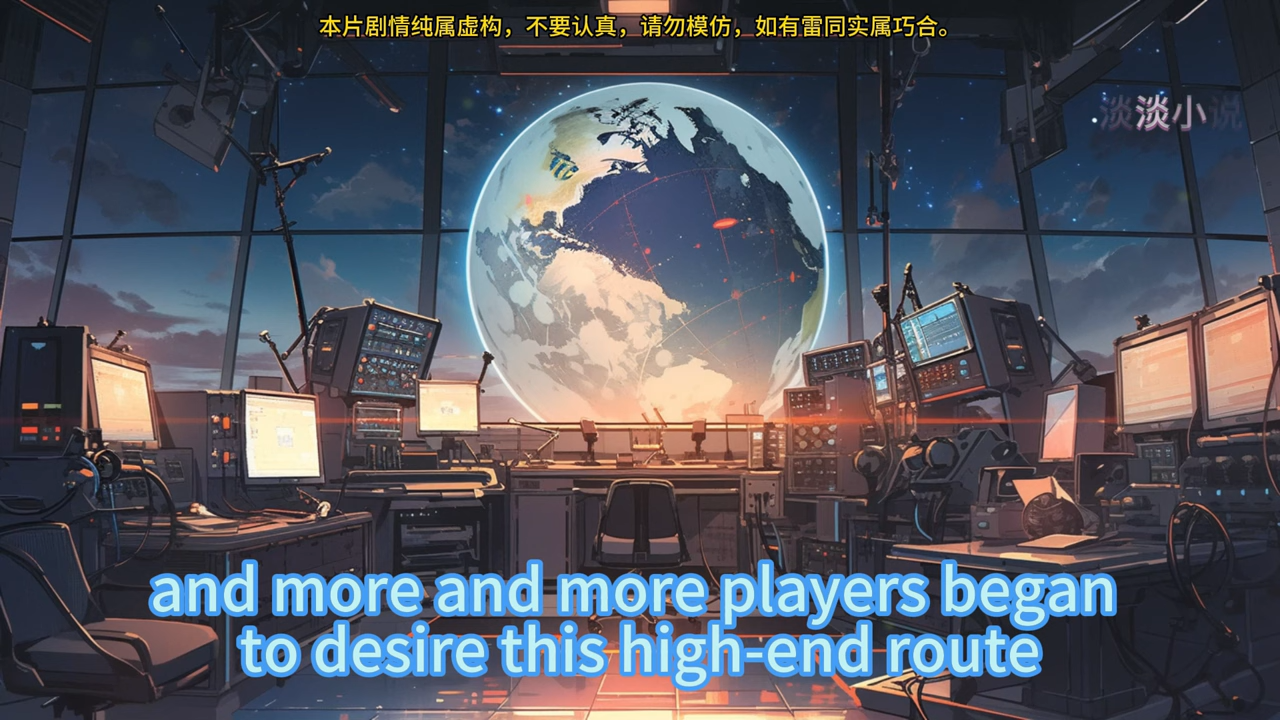 本片剧情纯属虚构，不要认真，请勿模仿，如有雷同实属巧合。
淡淡小说
and more and more players began
to desire this high-end route